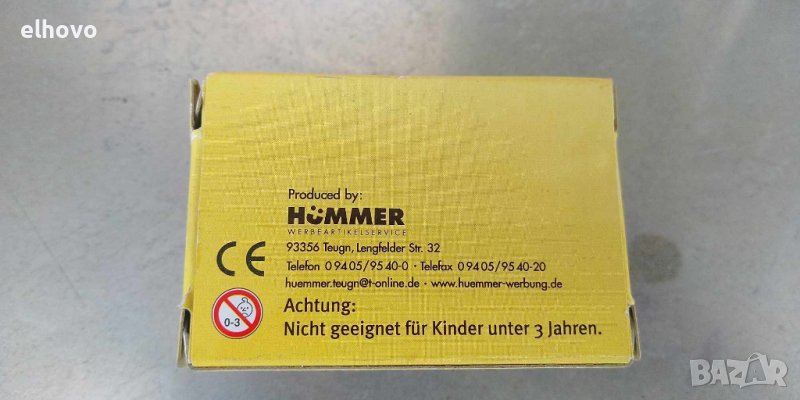 elhovo
Produced by:
HÜMMER
WERBEARTIKELSERVICE
93356 Teugn, Lengfelder Str. 32
Telefon 0 94 05/95 40-0 · Telefax 0 94 05/95 40-20
huemmer.teugn@t-online.de · www.huemmer-werbung.de
CE
0-3
Achtung:
Nicht geeignet für Kinder unter 3 Jahren.
BAZAR